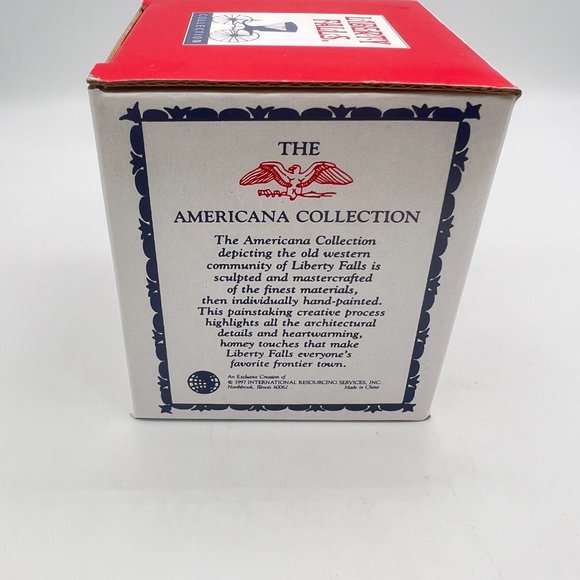 LIBERTY
FALLS
COLLECTION
THE
AMERICANA COLLECTION
The Americana Collection
depicting the old western
community of Liberty Falls is
sculpted and mastercrafted
of the finest materials,
then individually hand-painted.
This painstaking creative process
highlights all the architectural
details and heartwarming,
homey touches that make
Liberty Falls everyone's
favorite frontier town.
An Exclusive Creation of
© 1997 INTERNATIONAL RESOURCING SERVICES, INC.
Northbrook, Illinois 60062 Made in China